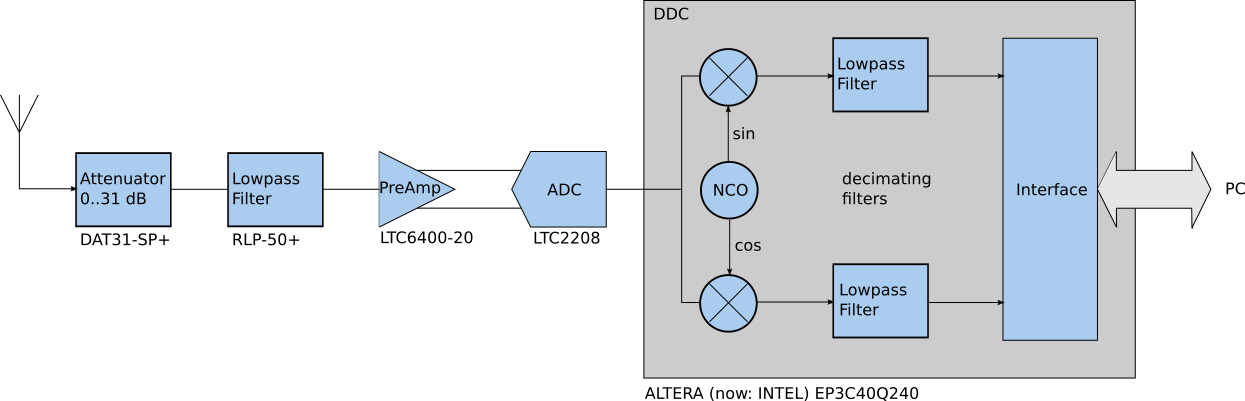 DDC
Lowpass
Filter
sin
Attenuator
0..31 dB
DAT31-SP+
Lowpass
Filter
RLP-50+
PreAmp
LTC6400-20
ADC
LTC2208
NCO
decimating
filters
Interface
PC
cos
Lowpass
Filter
ALTERA (now: INTEL) EP3C40Q240